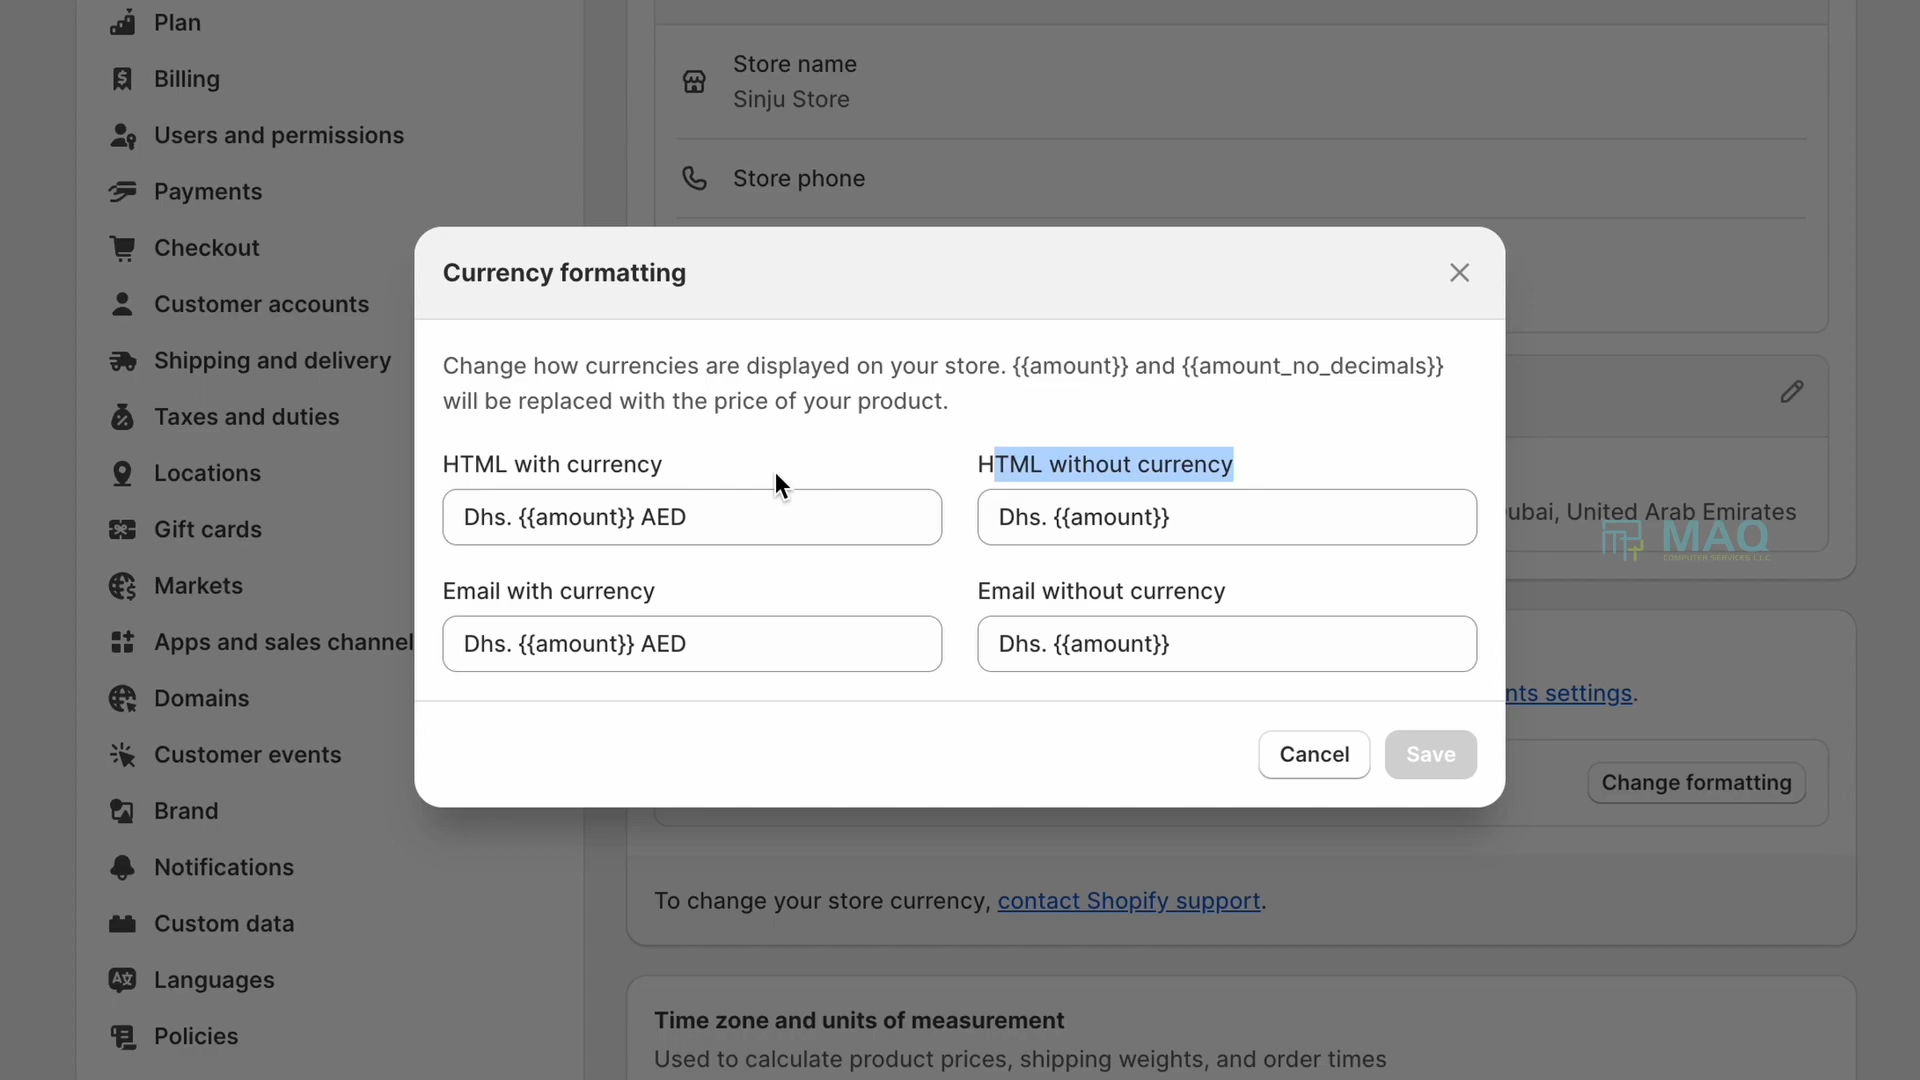 Plan
Billing
Users and permissions
Payments
Checkout
Customer accounts
Shipping and delivery
Taxes and duties
Locations
Gift cards
Markets
Apps and sales channel
Domains
Customer events
Brand
Notifications
Custom data
Languages
Policies
Store name
Sinju Store
Store phone
Currency formatting
Change how currencies are displayed on your store. {{amount}} and {{amount_no_decimals}}
will be replaced with the price of your product.
HTML with currency
HTML without currency
Dhs. {{amount}} AED
Dhs. {{amount}}
Email with currency
Email without currency
Dhs. {{amount}} AED
Dhs. {{amount}}
Cancel
Save
ubai, United Arab Emirates
MAQ
COMPUTER SERVICES L.L.C
nts settings.
Change formatting
To change your store currency, contact Shopify support.
Time zone and units of measurement
Used to calculate product prices, shipping weights, and order times